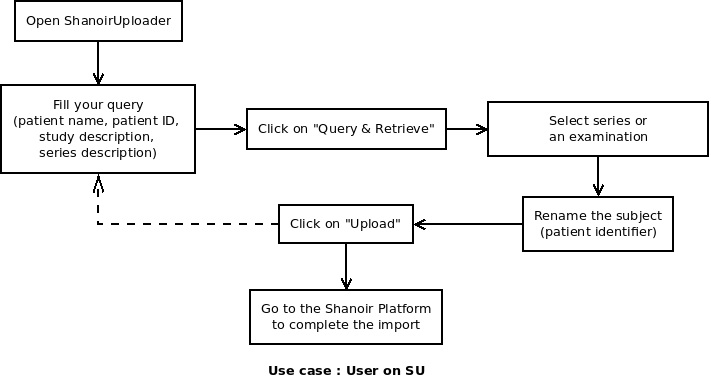 Open ShanoirUploader
Fill your query
(patient name, patient ID,
study description,
series description)
Click on "Query & Retrieve"
Select series or
an examination
Rename the subject
(patient identifier)
Click on "Upload"
Go to the Shanoir Platform
to complete the import
Use case : User on SU